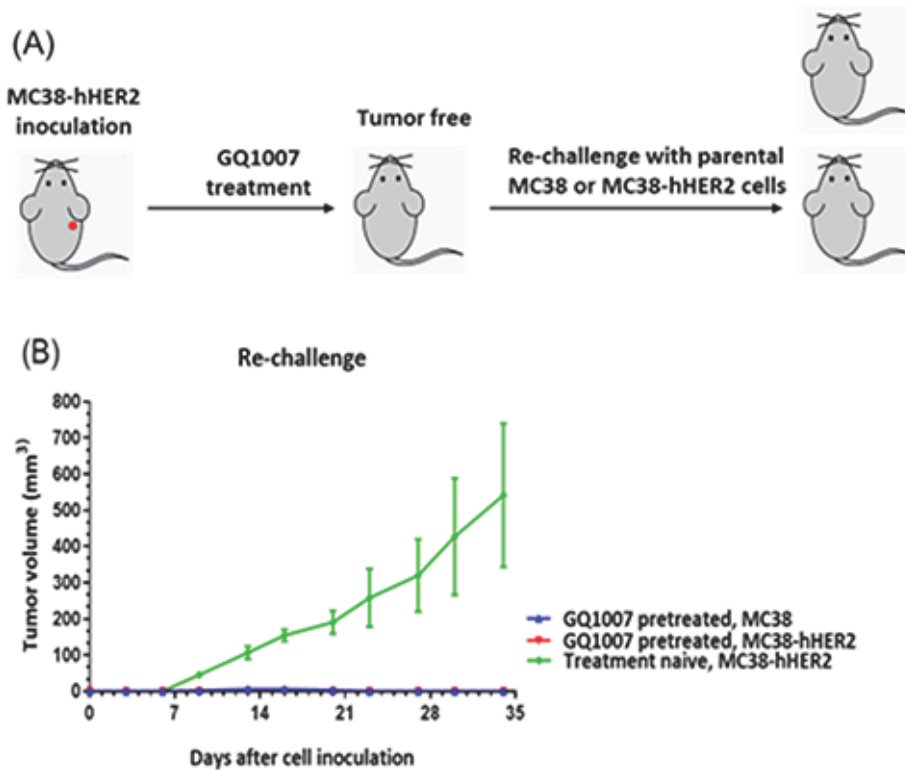 (A)
MC38-hHER2
inoculation
GQ1007
treatment
Tumor free
Re-challenge with parental
MC38 or MC38-hHER2 cells
(B)
Re-challenge
Tumor volume (mm³)
800
700
600
500
400
300
200
100
0
0 7 14 21 28 35
Days after cell inoculation
GQ1007 pretreated, MC38
GQ1007 pretreated, MC38-hHER2
Treatment naive, MC38-hHER2